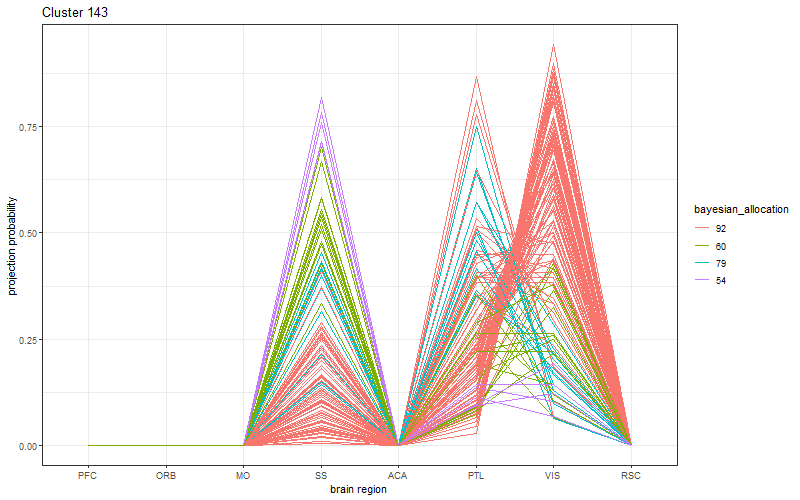 Cluster 143
projection probability
0.75
0.50
0.25
0.00
PFC ORB MO SS ACA PTL VIS RSC
brain region
bayesian_allocation
92
60
79
54